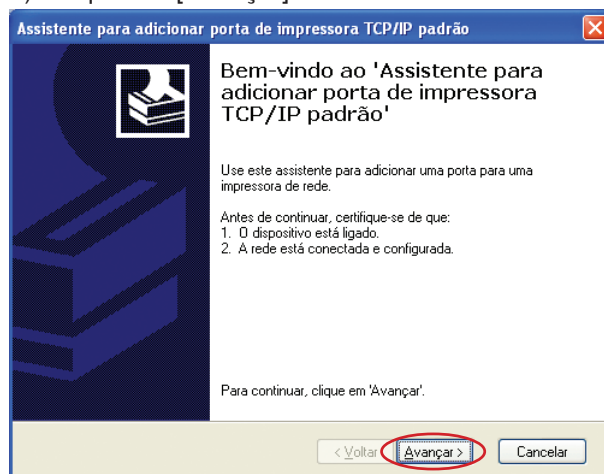 Assistente para adicionar porta de impressora TCP/IP padrão
Bem-vindo ao 'Assistente para
adicionar porta de impressora
TCP/IP padrão'
Use este assistente para adicionar uma porta para uma
impressora de rede.
Antes de continuar, certifique-se de que:
1. O dispositivo está ligado.
2. A rede está conectada e configurada.
Para continuar, clique em 'Avançar'.
< Voltar Avançar > Cancelar